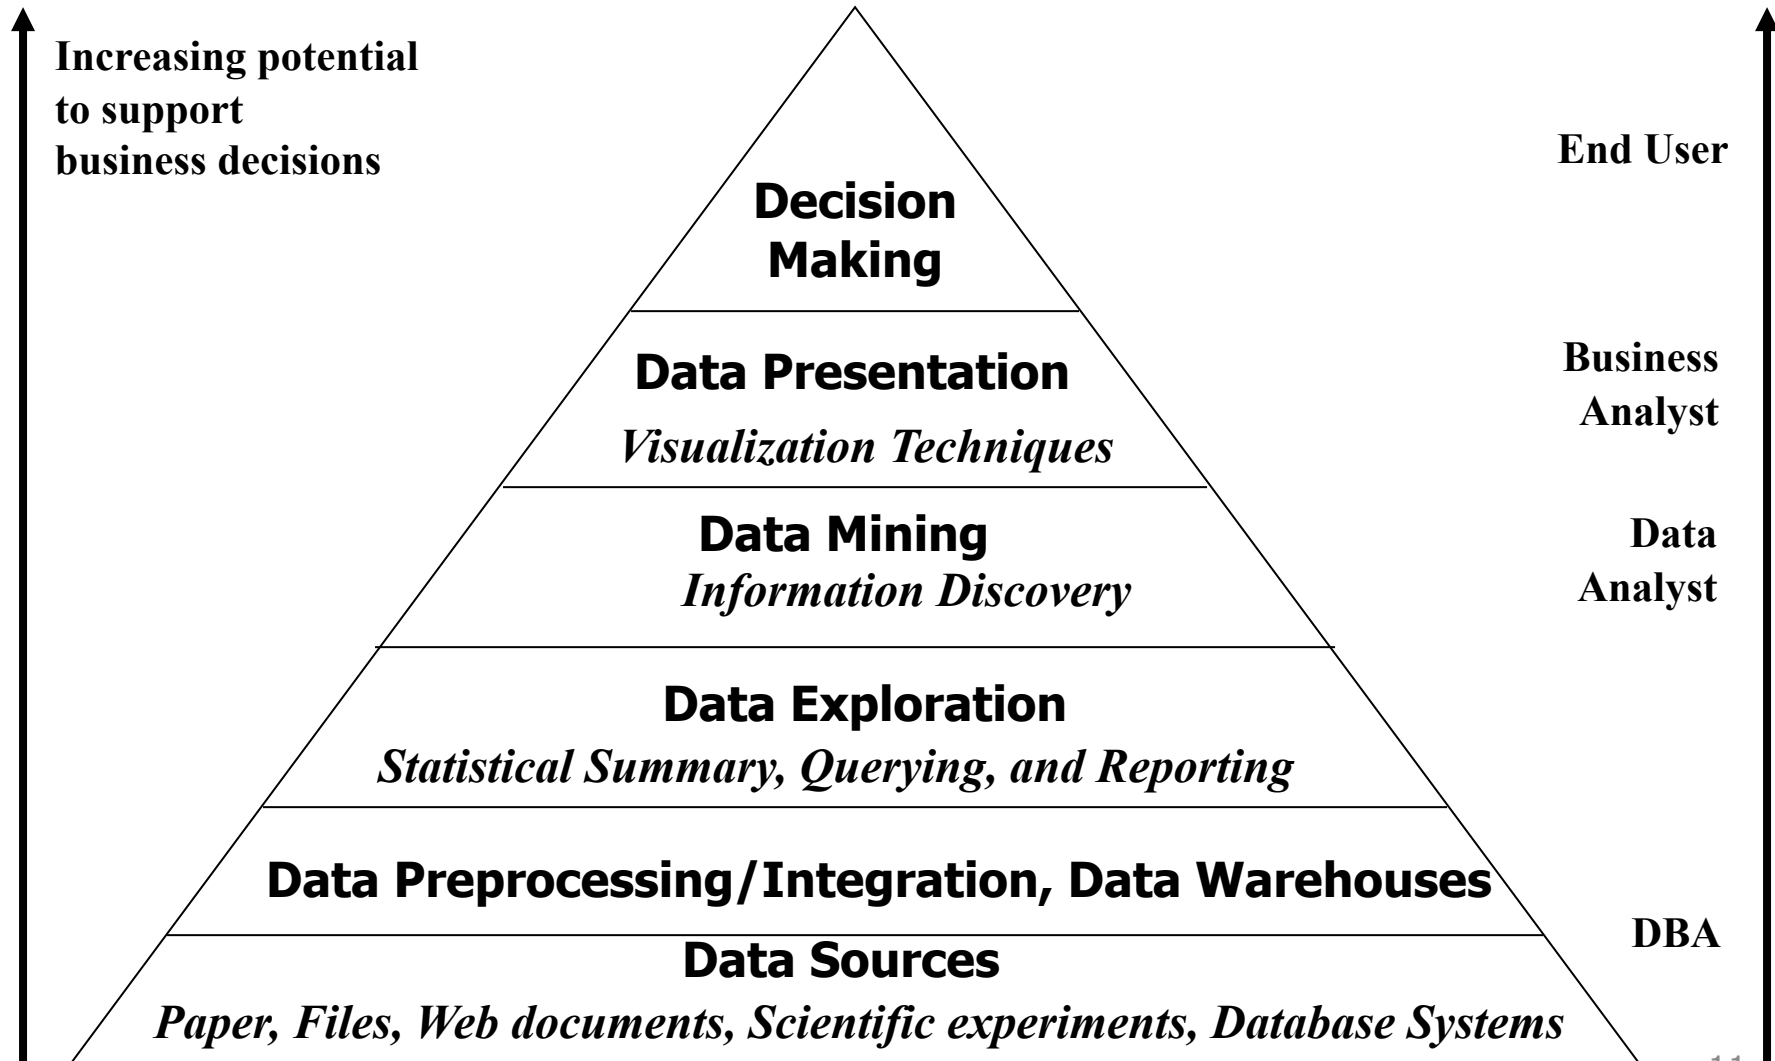 Increasing potential
to support
business decisions
End User
Decision
Making
Data Presentation
Visualization Techniques
Business
Analyst
Data Mining
Information Discovery
Data
Analyst
Data Exploration
Statistical Summary, Querying, and Reporting
Data Preprocessing/Integration, Data Warehouses
DBA
Data Sources
Paper, Files, Web documents, Scientific experiments, Database Systems